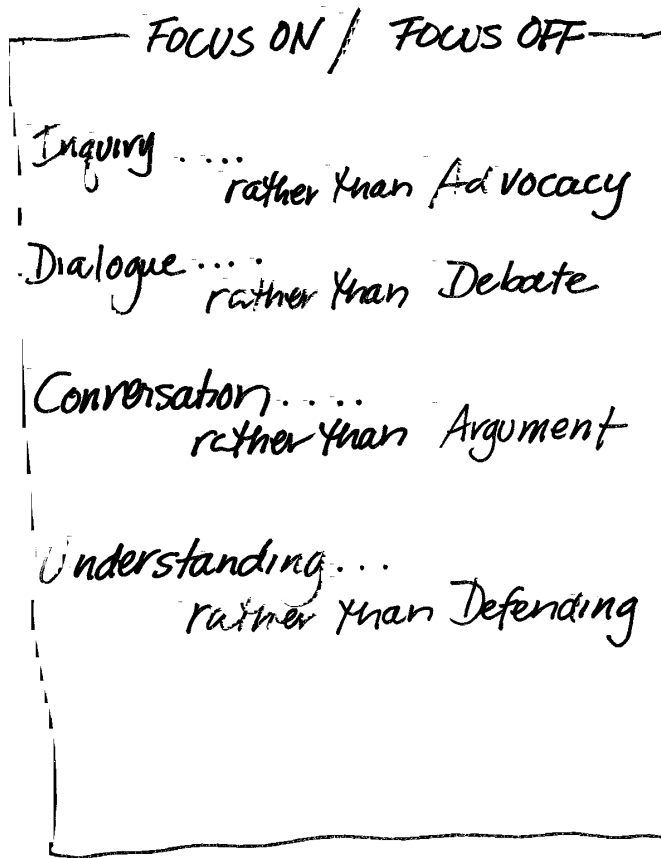 FOCUS ON / FOCUS OFF
Inquiry .....
rather than Advocacy
Dialogue ....
rather than Debate
Conversation .....
rather than Argument
Understanding ...
rather than Defending